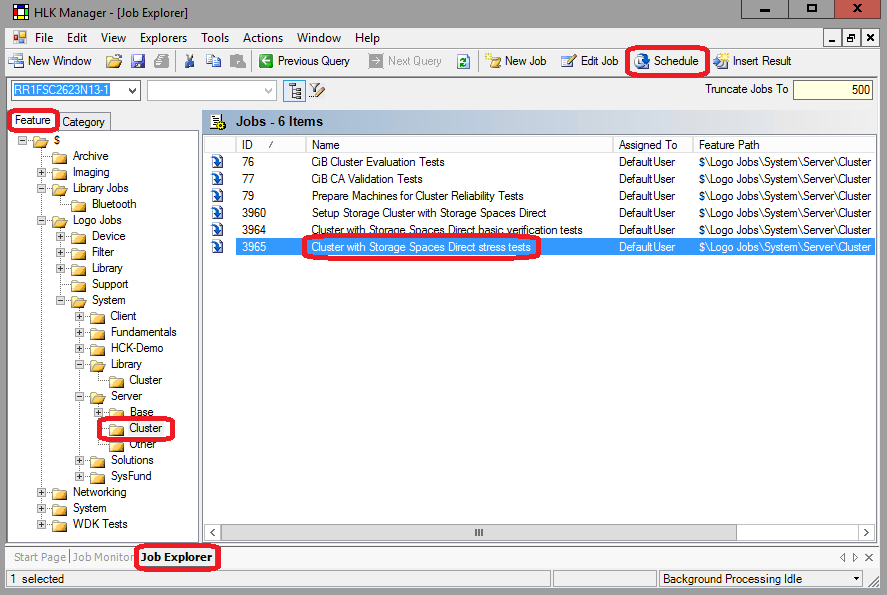 HLK Manager - [Job Explorer]
File Edit View Explorers Tools Actions Window Help
New Window Previous Query Next Query New Job Edit Job Schedule Insert Result
RR1FSC2623N13-1 Truncate Jobs To 500
Feature Category
$
Archive
Imaging
Library Jobs
Bluetooth
Logo Jobs
Device
Filter
Library
Support
System
Client
Fundamentals
HCK-Demo
Library
Cluster
Server
Base
Cluster
Other
Solutions
SysFund
Networking
System
WDK Tests
Jobs - 6 Items
ID / Name Assigned To Feature Path
76 CiB Cluster Evaluation Tests DefaultUser $\Logo Jobs\System\Server\Cluster
77 CiB CA Validation Tests DefaultUser $\Logo Jobs\System\Server\Cluster
79 Prepare Machines for Cluster Reliability Tests DefaultUser $\Logo Jobs\System\Server\Cluster
3960 Setup Storage Cluster with Storage Spaces Direct DefaultUser $\Logo Jobs\System\Server\Cluster
3964 Cluster with Storage Spaces Direct basic verification tests DefaultUser $\Logo Jobs\System\Server\Cluster
3965 Cluster with Storage Spaces Direct stress tests DefaultUser $\Logo Jobs\System\Server\Cluster
Start Page Job Monitor Job Explorer
1 selected Background Processing Idle